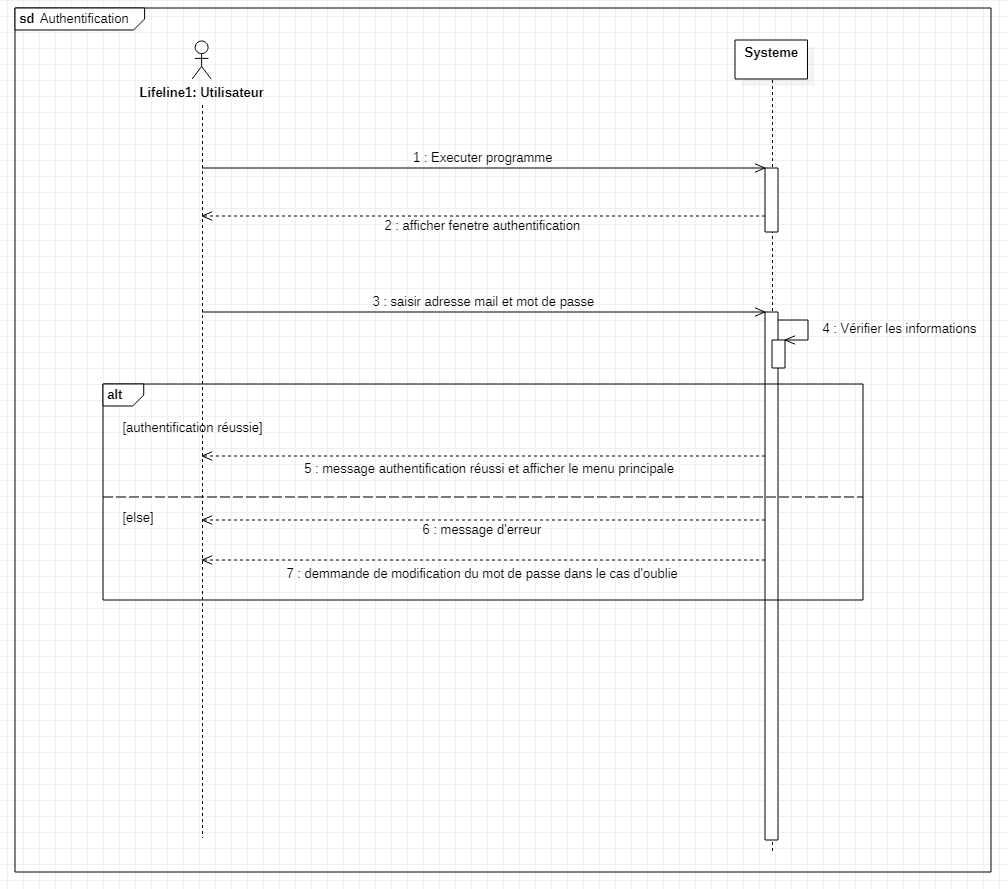 sd Authentification
Systeme
Lifeline1: Utilisateur
1 : Executer programme
2 : afficher fenetre authentification
3 : saisir adresse mail et mot de passe
4 : Vérifier les informations
alt
[authentification réussie]
5 : message authentification réussi et afficher le menu principale
[else]
6 : message d'erreur
7 : demmande de modification du mot de passe dans le cas d'oublie